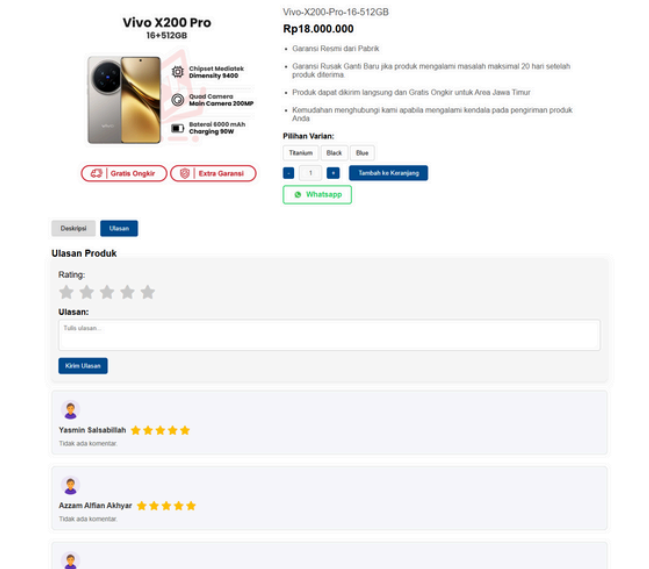 Vivo X200 Pro
16+512GB
Chipset Mediatek
Dimensity 9400
Quad Camera
Main Camera 200MP
Baterai 6000 mAh
Charging 90W
Gratis Ongkir
Extra Garansi
Vivo-X200-Pro-16-512GB
Rp18.000.000
Garansi Resmi dari Pabrik
Garansi Rusak Ganti Baru jika produk mengalami masalah maksimal 20 hari setelah
produk diterima.
Produk dapat dikirim langsung dan Gratis Ongkir untuk Area Jawa Timur
Kemudahan menghubungi kami apabila mengalami kendala pada pengiriman produk
Anda
Pilihan Varian:
Titanium Black Blue
- 1 + Tambah ke Keranjang
Whatsapp
Deskripsi Ulasan
Ulasan Produk
Rating:
Ulasan:
Tulis ulasan...
Kirim Ulasan
Yasmin Salsabillah
Tidak ada komentar.
Azzam Alfian Akhyar
Tidak ada komentar.